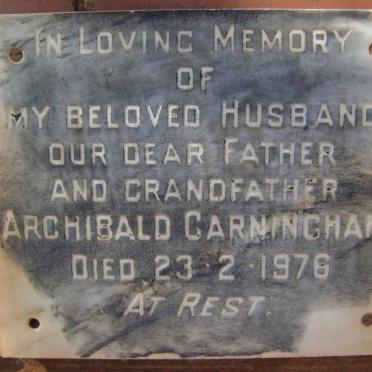 IN LOVING MEMORY
OF
MY BELOVED HUSBAND
OUR DEAR FATHER
AND GRANDFATHER
ARCHIBALD CARNINGHAM
DIED 23 · 2 · 1976
AT REST.